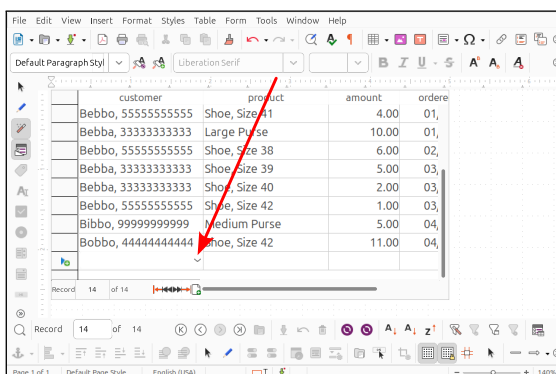 File Edit View Insert Format Styles Table Form Tools Window Help
Default Paragraph Styl Liberation Serif
customer product amount ordere
Bebbo, 55555555555 Shoe, Size 41 4.00 01,
Bebba, 33333333333 Large Purse 10.00 01,
Bebbo, 55555555555 Shoe, Size 38 6.00 02,
Bebba, 33333333333 Shoe, Size 39 5.00 03,
Bebba, 33333333333 Shoe, Size 40 2.00 03,
Bebbo, 55555555555 Shoe, Size 42 1.00 03,
Bibbo, 99999999999 Medium Purse 5.00 04,
Bobbo, 44444444444 Shoe, Size 42 11.00 04,
Record 14 of 14
Record 14 of 14
Page 1 of 1 Default Page Style English (USA) 140%